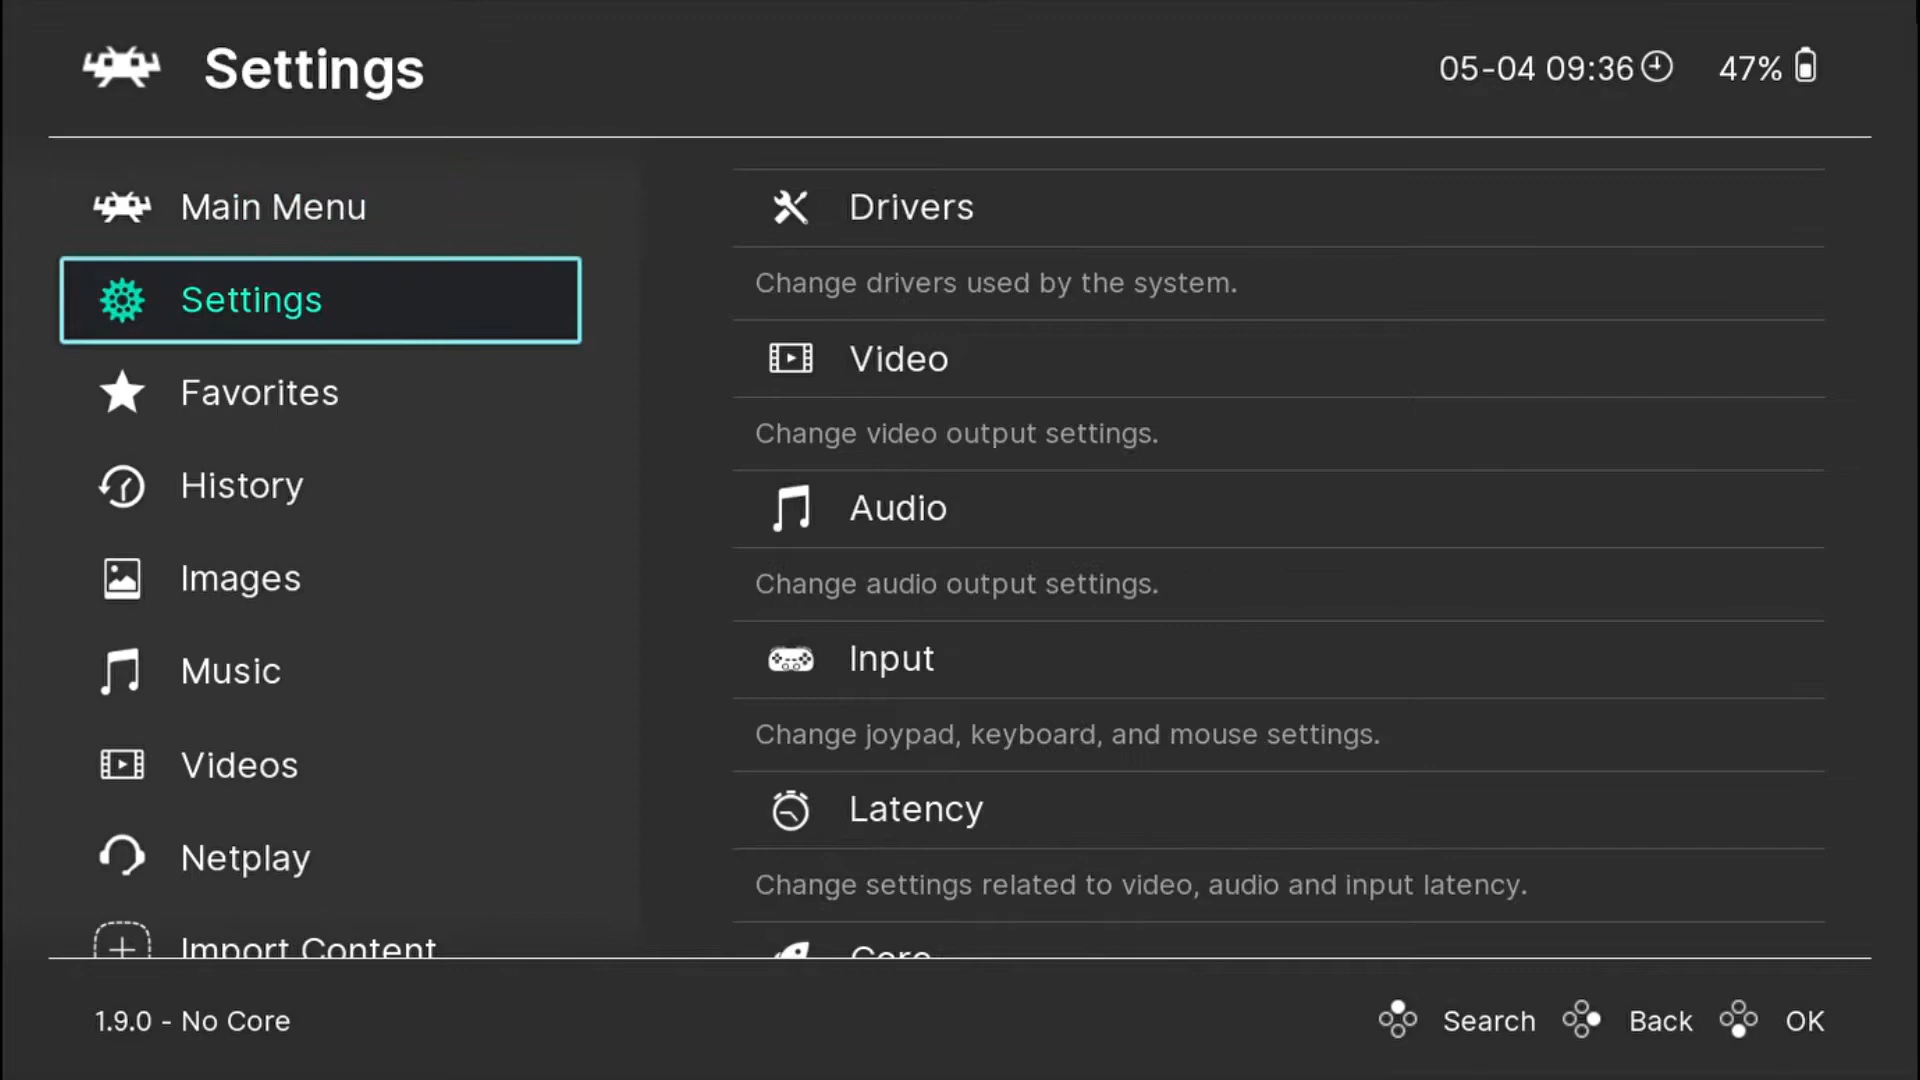 Settings
05-04 09:36
47%
Main Menu
Settings
Favorites
History
Images
Music
Videos
Netplay
Import Content
Drivers
Change drivers used by the system.
Video
Change video output settings.
Audio
Change audio output settings.
Input
Change joypad, keyboard, and mouse settings.
Latency
Change settings related to video, audio and input latency.
Core
1.9.0 - No Core
Search
Back
OK